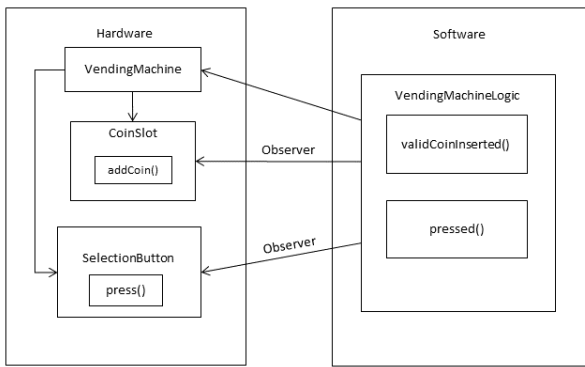 Hardware
Software
VendingMachine
VendingMachineLogic
CoinSlot
addCoin()
Observer
validCoinInserted()
SelectionButton
press()
Observer
pressed()